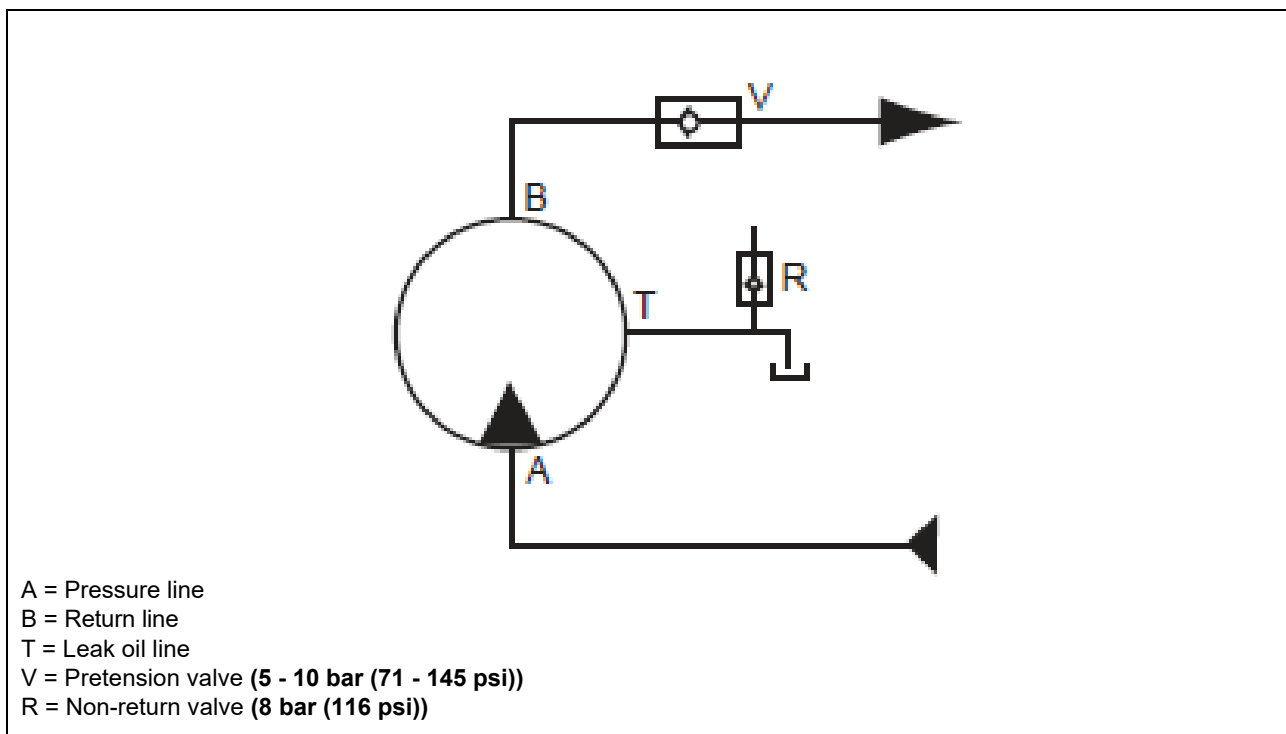 V
B
T
R
A
A = Pressure line
B = Return line
T = Leak oil line
V = Pretension valve (5 - 10 bar (71 - 145 psi))
R = Non-return valve (8 bar (116 psi))